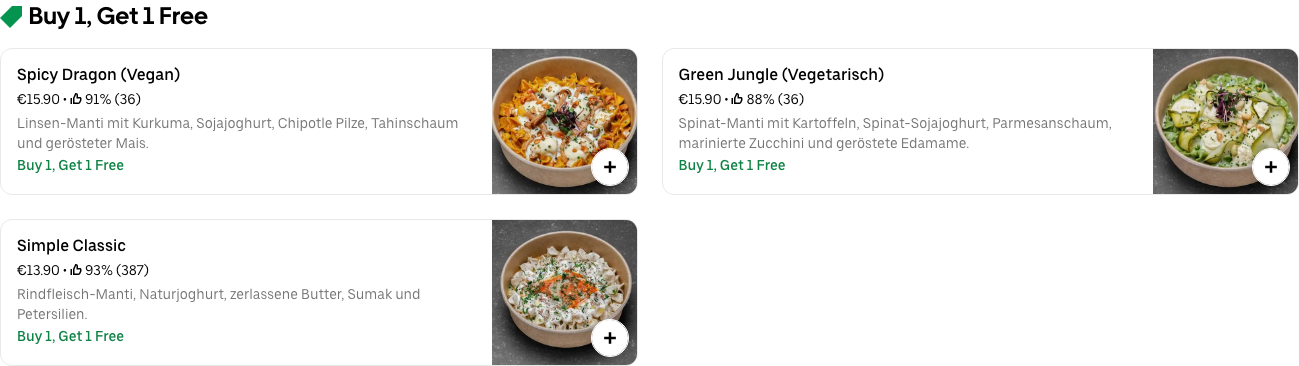 Buy 1, Get 1 Free
Spicy Dragon (Vegan)
€15.90 • 91% (36)
Linsen-Manti mit Kurkuma, Sojajoghurt, Chipotle Pilze, Tahinschaum
und gerösteter Mais.
Buy 1, Get 1 Free
Green Jungle (Vegetarisch)
€15.90 • 88% (36)
Spinat-Manti mit Kartoffeln, Spinat-Sojajoghurt, Parmesanschaum,
marinierte Zucchini und geröstete Edamame.
Buy 1, Get 1 Free
Simple Classic
€13.90 • 93% (387)
Rindfleisch-Manti, Naturjoghurt, zerlassene Butter, Sumak und
Petersilien.
Buy 1, Get 1 Free